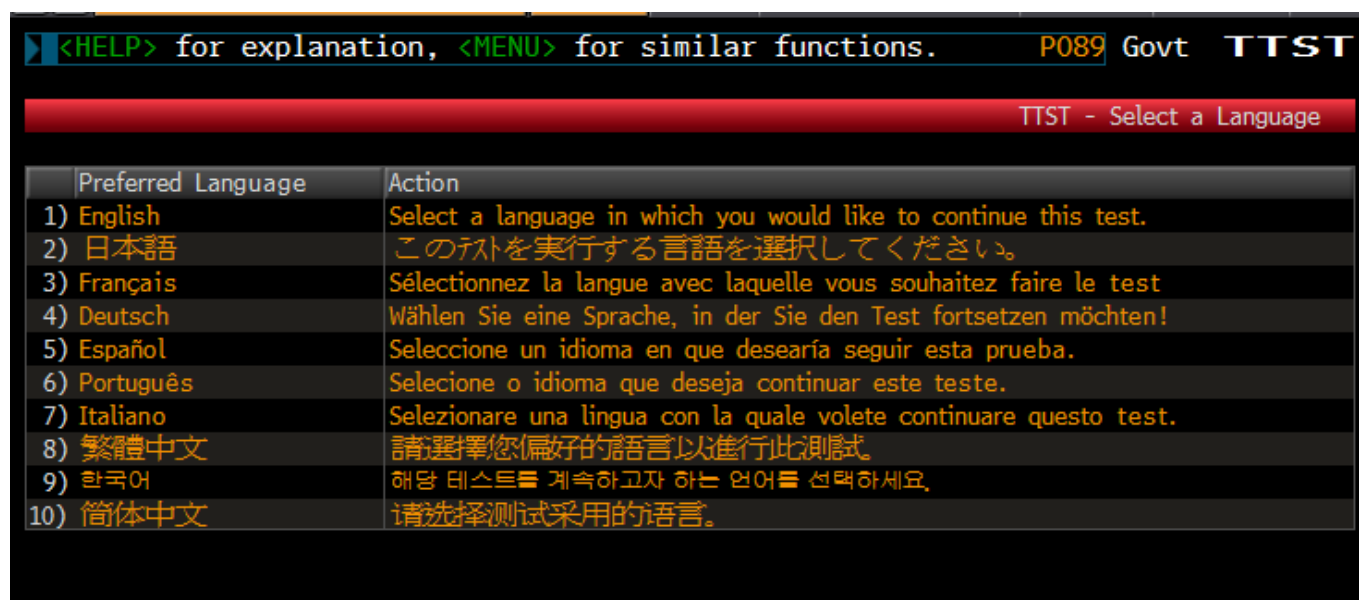 <HELP> for explanation, <MENU> for similar functions. P089 Govt TTST
TTST - Select a Language
Preferred Language Action
1) English Select a language in which you would like to continue this test.
2) 日本語 このﾃｽﾄを実行する言語を選択してください。
3) Français Sélectionnez la langue avec laquelle vous souhaitez faire le test
4) Deutsch Wählen Sie eine Sprache, in der Sie den Test fortsetzen möchten!
5) Español Seleccione un idioma en que desearía seguir esta prueba.
6) Português Selecione o idioma que deseja continuar este teste.
7) Italiano Selezionare una lingua con la quale volete continuare questo test.
8) 繁體中文 請選擇您偏好的語言以進行此測試。
9) 한국어 해당 테스트를 계속하고자 하는 언어를 선택하세요.
10) 简体中文 请选择测试采用的语言。